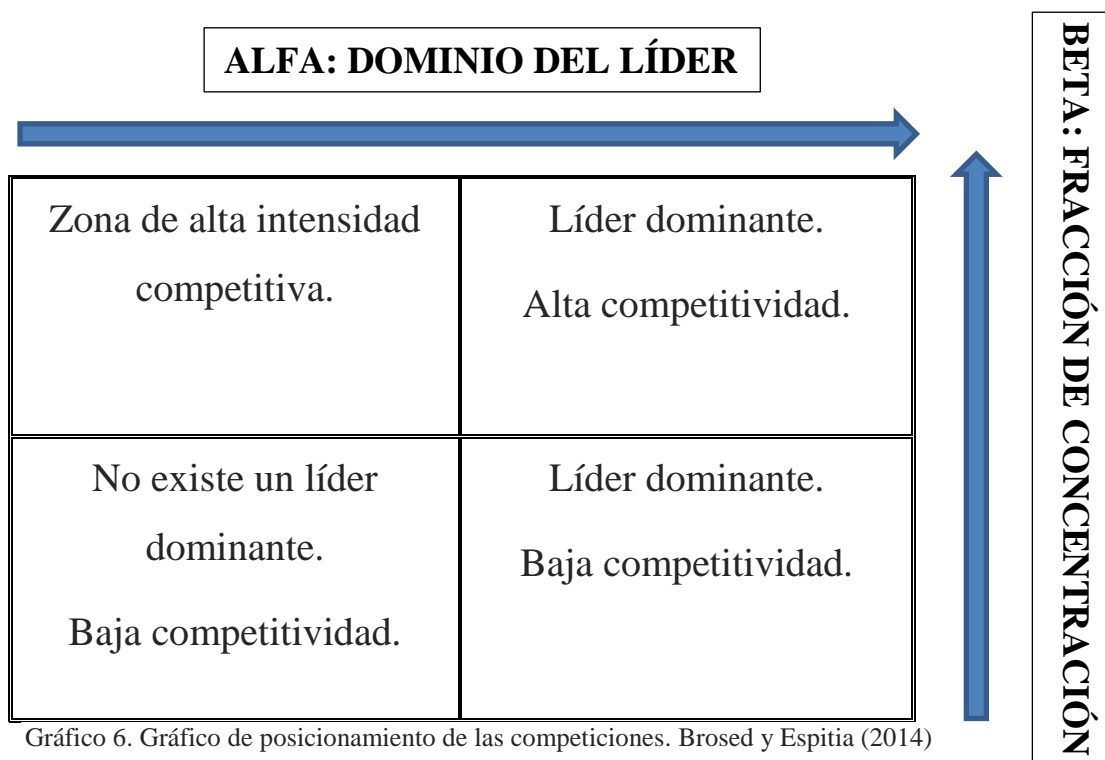 ALFA: DOMINIO DEL LÍDER
BETA: FRACCIÓN DE CONCENTRACIÓN
Zona de alta intensidad
competitiva.
Líder dominante.
Alta competitividad.
No existe un líder
dominante.
Baja competitividad.
Líder dominante.
Baja competitividad.
Gráfico 6. Gráfico de posicionamiento de las competiciones. Brosed y Espitia (2014)